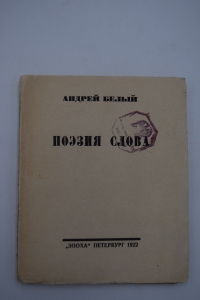 АНДРЕЙ БЕЛЫЙ
ПОЭЗИЯ СЛОВА
„ЭПОХА" ПЕТЕРБУРГ 1922